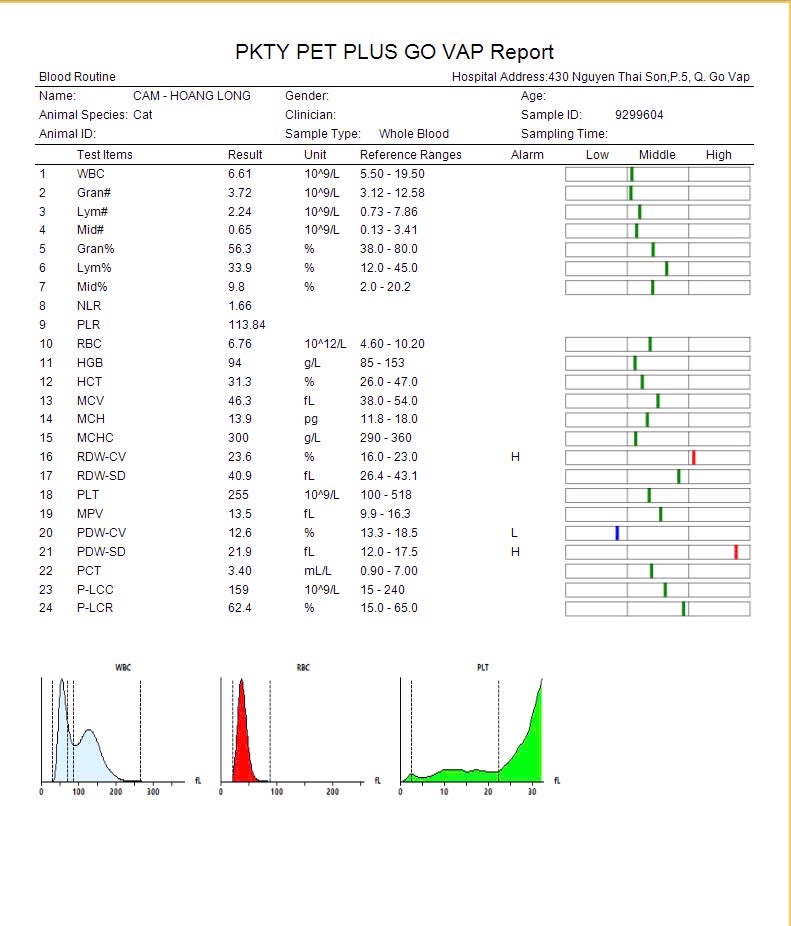 PKTY PET PLUS GO VAP Report
Blood Routine Hospital Address:430 Nguyen Thai Son,P.5, Q. Go Vap
Name: CAM - HOANG LONG Gender: Age:
Animal Species: Cat Clinician: Sample ID: 9299604
Animal ID: Sample Type: Whole Blood Sampling Time:
Test Items Result Unit Reference Ranges Alarm Low Middle High
1 WBC 6.61 10^9/L 5.50 - 19.50
2 Gran# 3.72 10^9/L 3.12 - 12.58
3 Lym# 2.24 10^9/L 0.73 - 7.86
4 Mid# 0.65 10^9/L 0.13 - 3.41
5 Gran% 56.3 % 38.0 - 80.0
6 Lym% 33.9 % 12.0 - 45.0
7 Mid% 9.8 % 2.0 - 20.2
8 NLR 1.66
9 PLR 113.84
10 RBC 6.76 10^12/L 4.60 - 10.20
11 HGB 94 g/L 85 - 153
12 HCT 31.3 % 26.0 - 47.0
13 MCV 46.3 fL 38.0 - 54.0
14 MCH 13.9 pg 11.8 - 18.0
15 MCHC 300 g/L 290 - 360
16 RDW-CV 23.6 % 16.0 - 23.0 H
17 RDW-SD 40.9 fL 26.4 - 43.1
18 PLT 255 10^9/L 100 - 518
19 MPV 13.5 fL 9.9 - 16.3
20 PDW-CV 12.6 % 13.3 - 18.5 L
21 PDW-SD 21.9 fL 12.0 - 17.5 H
22 PCT 3.40 mL/L 0.90 - 7.00
23 P-LCC 159 10^9/L 15 - 240
24 P-LCR 62.4 % 15.0 - 65.0
WBC RBC PLT
fL fL fL
0 100 200 300 0 100 200 0 10 20 30